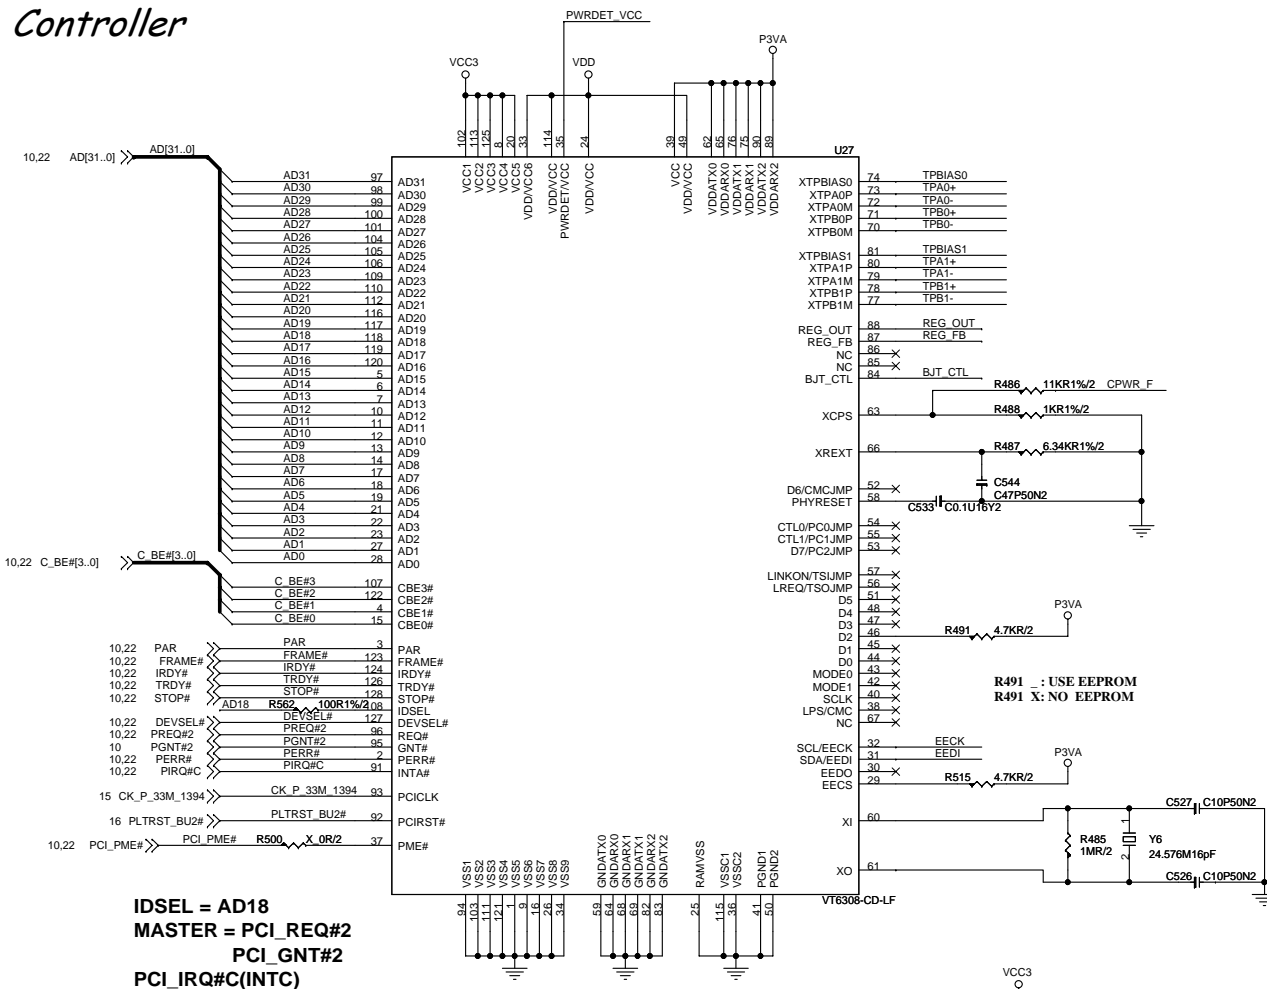 Controller
PWRDET_VCC
P3VA
VCC3
VDD
102
113
125
8
20
33
114
35
24
39
49
62
65
76
75
90
89
U27
VCC1
VCC2
VCC3
VCC4
VCC5
VDD/VCC6
VDD/VCC
PWRDET/VCC
VDD/VCC
VCC
VDD/VCC
VDDATX0
VDDARX0
VDDATX1
VDDARX1
VDDATX2
VDDARX2
10,22 AD[31..0] AD[31..0]
AD31 97 AD31
AD30 98 AD30
AD29 99 AD29
AD28 100 AD28
AD27 101 AD27
AD26 104 AD26
AD25 105 AD25
AD24 106 AD24
AD23 109 AD23
AD22 110 AD22
AD21 112 AD21
AD20 116 AD20
AD19 117 AD19
AD18 118 AD18
AD17 119 AD17
AD16 120 AD16
AD15 5 AD15
AD14 6 AD14
AD13 7 AD13
AD12 10 AD12
AD11 11 AD11
AD10 12 AD10
AD9 13 AD9
AD8 14 AD8
AD7 17 AD7
AD6 18 AD6
AD5 19 AD5
AD4 21 AD4
AD3 22 AD3
AD2 23 AD2
AD1 27 AD1
AD0 28 AD0
10,22 C_BE#[3..0] C_BE#[3..0]
C_BE#3 107 CBE3#
C_BE#2 122 CBE2#
C_BE#1 4 CBE1#
C_BE#0 15 CBE0#
10,22 PAR PAR 3 PAR
10,22 FRAME# FRAME# 123 FRAME#
10,22 IRDY# IRDY# 124 IRDY#
10,22 TRDY# TRDY# 126 TRDY#
10,22 STOP# STOP# 128 STOP#
AD18 R562 100R1%/2 108 IDSEL
10,22 DEVSEL# DEVSEL# 127 DEVSEL#
10,22 PREQ#2 PREQ#2 96 REQ#
10 PGNT#2 PGNT#2 95 GNT#
10,22 PERR# PERR# 2 PERR#
10,22 PIRQ#C PIRQ#C 91 INTA#
15 CK_P_33M_1394 CK_P_33M_1394 93 PCICLK
16 PLTRST_BU2# PLTRST_BU2# 92 PCIRST#
10,22 PCI_PME# PCI_PME# R500 X_0R/2 37 PME#
XTPBIAS0 74 TPBIAS0
XTPA0P 73 TPA0+
XTPA0M 72 TPA0-
XTPB0P 71 TPB0+
XTPB0M 70 TPB0-
XTPBIAS1 81 TPBIAS1
XTPA1P 80 TPA1+
XTPA1M 79 TPA1-
XTPB1P 78 TPB1+
XTPB1M 77 TPB1-
REG_OUT 88 REG_OUT
REG_FB 87 REG_FB
NC 86
NC 85
BJT_CTL 84 BJT_CTL
R486 11KR1%/2 CPWR_F
XCPS 63 R488 1KR1%/2
XREXT 66 R487 6.34KR1%/2
C544
C47P50N2
D6/CMCJMP 52
PHYRESET 58 C533 C0.1U16Y2
CTL0/PC0JMP 54
CTL1/PC1JMP 55
D7/PC2JMP 53
LINKON/TSIJMP 57
LREQ/TSOJMP 56
D5 51
D4 48
D3 47
D2 46 R491 4.7KR/2 P3VA
D1 45
D0 44
MODE0 43
MODE1 42
SCLK 40
LPS/CMC 38
NC 67
R491 _ : USE EEPROM
R491 X: NO EEPROM
SCL/EECK 32 EECK
SDA/EEDI 31 EEDI
EEDO 30
EECS 29 R515 4.7KR/2 P3VA
XI 60
C527 C10P50N2
R485
1MR/2
1
2
Y6
24.576M16pF
XO 61
C526 C10P50N2
VT6308-CD-LF
VSS1
VSS2
VSS3
VSS4
VSS5
VSS6
VSS7
VSS8
VSS9
GNDATX0
GNDARX0
GNDARX1
GNDATX1
GNDARX2
GNDATX2
RAMVSS
VSSC1
VSSC2
PGND1
PGND2
94
103
111
121
1
9
16
26
34
59
64
68
69
82
83
25
115
36
41
50
IDSEL = AD18
MASTER = PCI_REQ#2
PCI_GNT#2
PCI_IRQ#C(INTC)
VCC3